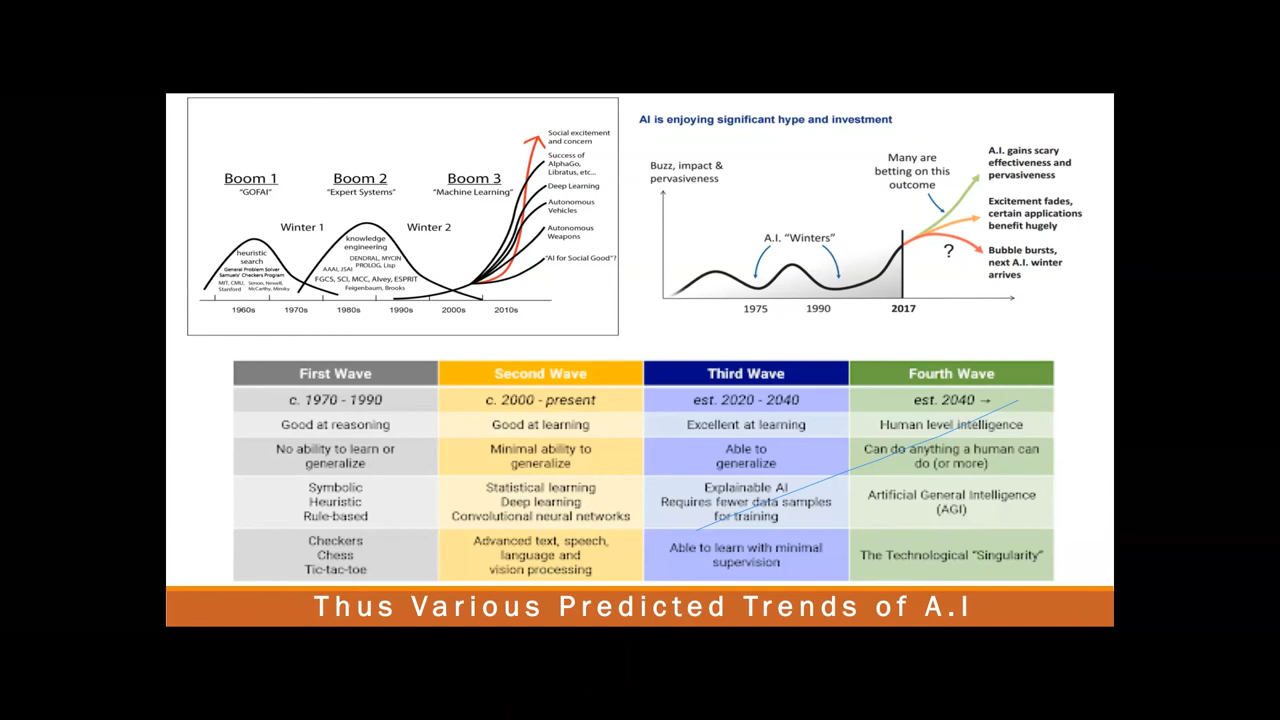 Social excitement
and concern
Success of
AlphaGo,
Libratus, etc...
Boom 1
"GOFAI"
Boom 2
"Expert Systems"
Boom 3
"Machine Learning"
Deep Learning
Autonomous
Vehicles
Winter 1
Winter 2
Autonomous
Weapons
"AI for Social Good"?
heuristic
search
General Problem Solver
Samuels' Checkers Program
MIT, CMU,
Stanford
Simon, Newell,
McCarthy, Minsky
knowledge
engineering
DENDRAL, MYCIN
PROLOG, Lisp
AAAI, JSAI
FGCS, SCI, MCC, Alvey, ESPRIT
Feigenbaum, Brooks
1960s 1970s 1980s 1990s 2000s 2010s
AI is enjoying significant hype and investment
Buzz, impact &
pervasiveness
Many are
betting on this
outcome
A.I. gains scary
effectiveness and
pervasiveness
Excitement fades,
certain applications
benefit hugely
A.I. "Winters"
?
Bubble bursts,
next A.I. winter
arrives
1975 1990 2017
First Wave Second Wave Third Wave Fourth Wave
c. 1970 - 1990 c. 2000 - present est. 2020 - 2040 est. 2040 →
Good at reasoning Good at learning Excellent at learning Human level intelligence
No ability to learn or
generalize
Minimal ability to
generalize
Able to
generalize
Can do anything a human can
do (or more)
Symbolic
Heuristic
Rule-based
Statistical learning
Deep learning
Convolutional neural networks
Explainable AI
Requires fewer data samples
for training
Artificial General Intelligence
(AGI)
Checkers
Chess
Tic-tac-toe
Advanced text, speech,
language and
vision processing
Able to learn with minimal
supervision
The Technological "Singularity"
Thus Various Predicted Trends of A.I